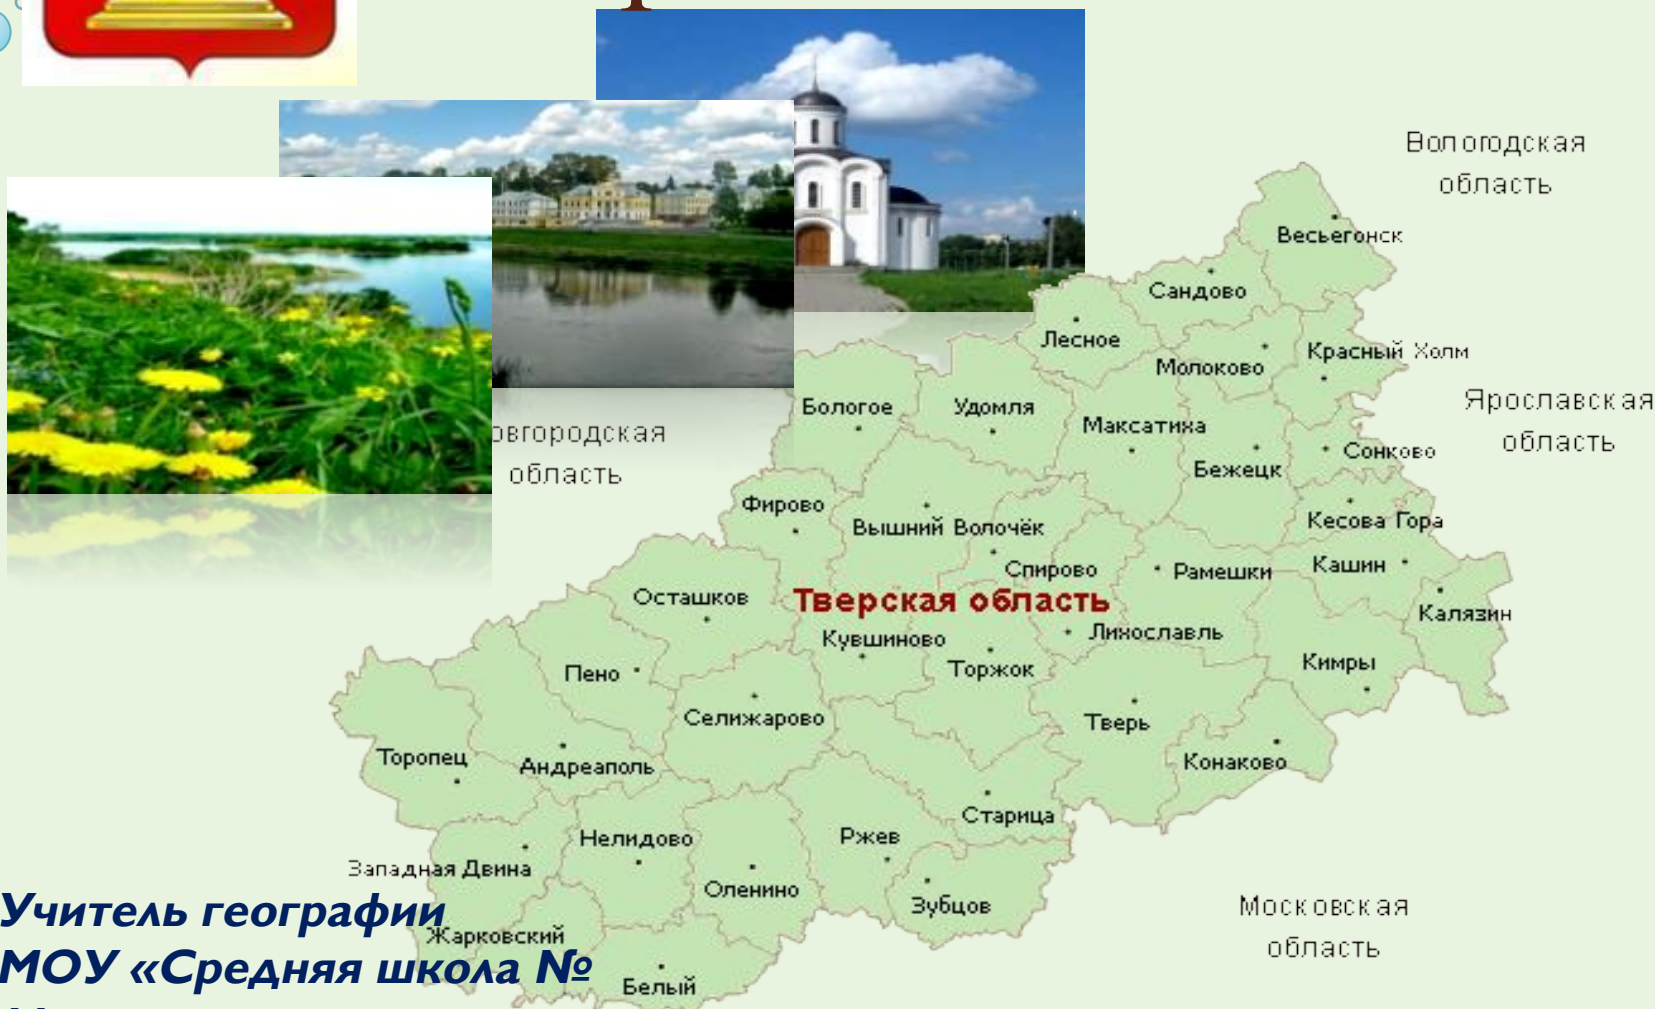 Вологодская
область
Весьегонск
Сандово
Лесное
Красный Холм
Молоково
Ярославская
область
Бологое
Удомля
Максатиха
овгородская
область
Сонково
Бежецк
Фирово
Вышний Волочёк
Кесова Гора
Спирово
Рамешки
Кашин
Осташков
Тверская область
Калязин
Кувшиново
Лихославль
Торжок
Кимры
Пено
Селижарово
Тверь
Торопец
Андреаполь
Конаково
Старица
Нелидово
Ржев
Западная Двина
Оленино
Зубцов
Московская
область
Учитель географии
Жарковский
МОУ «Средняя школа №
Белый